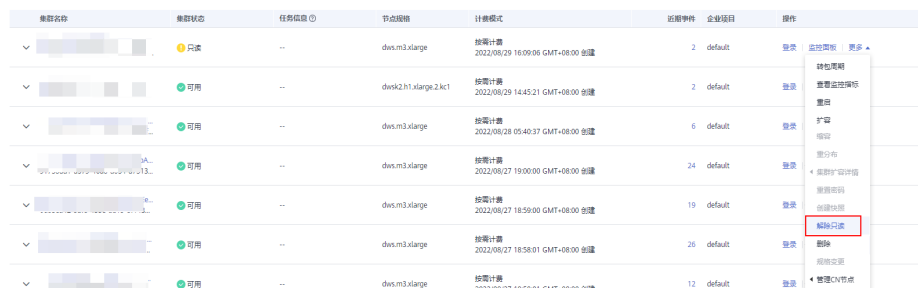 集群名称 集群状态 任务信息 节点规格 计费模式 近期事件 企业项目 操作
只读 -- dws.m3.xlarge 按需计费 2 default 登录 监控面板 更多
2022/08/29 16:09:06 GMT+08:00 创建
转包周期
可用 -- dwsk2.h1.xlarge.2.kc1 按需计费 2 default 登录 查看监控指标
2022/08/29 14:45:21 GMT+08:00 创建
重启
可用 -- dws.m3.xlarge 按需计费 6 default 登录 扩容
2022/08/28 05:40:37 GMT+08:00 创建
缩容
重分布
可用 -- dws.m3.xlarge 按需计费 24 default 登录
2022/08/27 19:00:00 GMT+08:00 创建
集群扩容详情
重置密码
可用 -- dws.m3.xlarge 按需计费 19 default 登录
2022/08/27 18:59:00 GMT+08:00 创建
创建快照
解除只读
可用 -- dws.m3.xlarge 按需计费 26 default 登录 删除
2022/08/27 18:58:01 GMT+08:00 创建
规格变更
可用 -- dws.m3.xlarge 按需计费 12 default 登录 管理CN节点